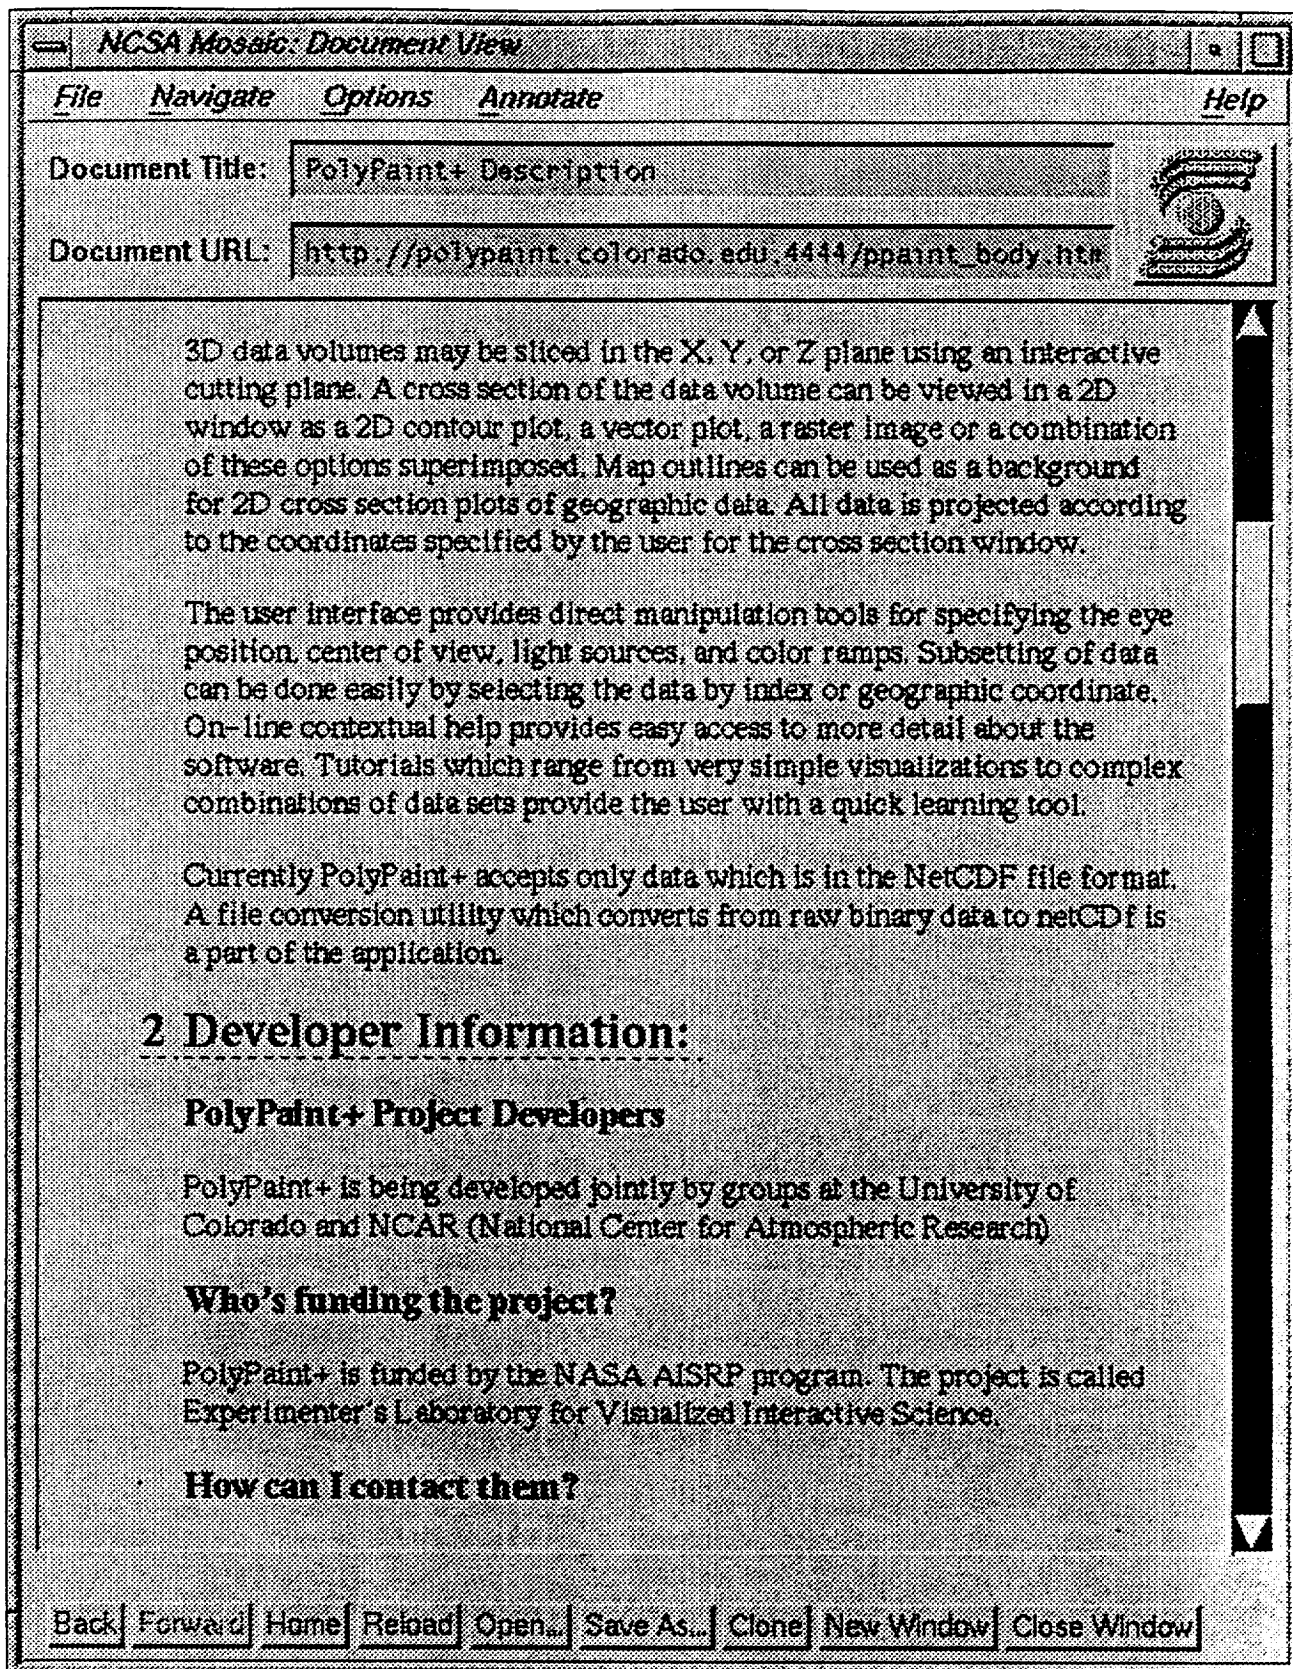 NCSA Mosaic: Document View
File Navigate Options Annotate Help
Document Title: PolyPaint+ Description
Document URL: http://polypaint.colorado.edu:4444/ppaint_body.htm
3D data volumes may be sliced in the X, Y, or Z plane using an interactive
cutting plane. A cross section of the data volume can be viewed in a 2D
window as a 2D contour plot, a vector plot, a raster image or a combination
of these options superimposed. Map outlines can be used as a background
for 2D cross section plots of geographic data. All data is projected according
to the coordinates specified by the user for the cross section window.
The user interface provides direct manipulation tools for specifying the eye
position, center of view, light sources, and color ramps. Subsetting of data
can be done easily by selecting the data by index or geographic coordinate.
On-line contextual help provides easy access to more detail about the
software. Tutorials which range from very simple visualizations to complex
combinations of data sets provide the user with a quick learning tool.
Currently PolyPaint+ accepts only data which is in the NetCDF file format.
A file conversion utility which converts from raw binary data to netCDf is
a part of the application.
2 Developer Information:
PolyPaint+ Project Developers
PolyPaint+ is being developed jointly by groups at the University of
Colorado and NCAR (National Center for Atmospheric Research)
Who's funding the project?
PolyPaint+ is funded by the NASA AISRP program. The project is called
Experimenter's Laboratory for Visualized Interactive Science.
How can I contact them?
Back Forward Home Reload Open... Save As... Clone New Window Close Window